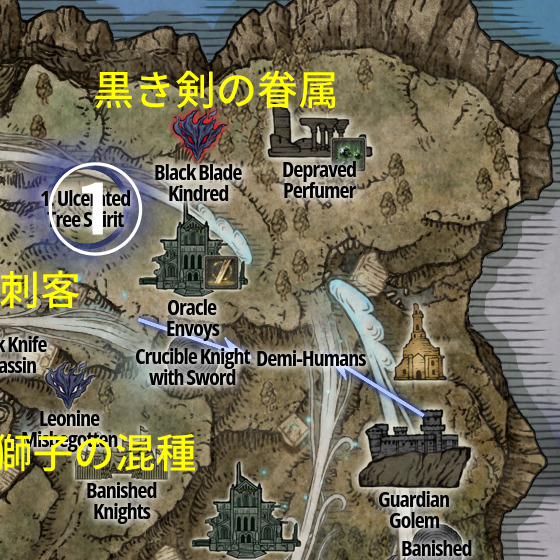 黒き剣の眷属
Black Blade
Kindred
Depraved
Perfumer
1. Ulcerated
Tree Spirit
1
刺客
Oracle
Envoys
Knife
Crucible Knight
with Sword
Demi-Humans
Leonine
Misbegotten
獅子の混種
Banished
Knights
Guardian
Golem
Banished